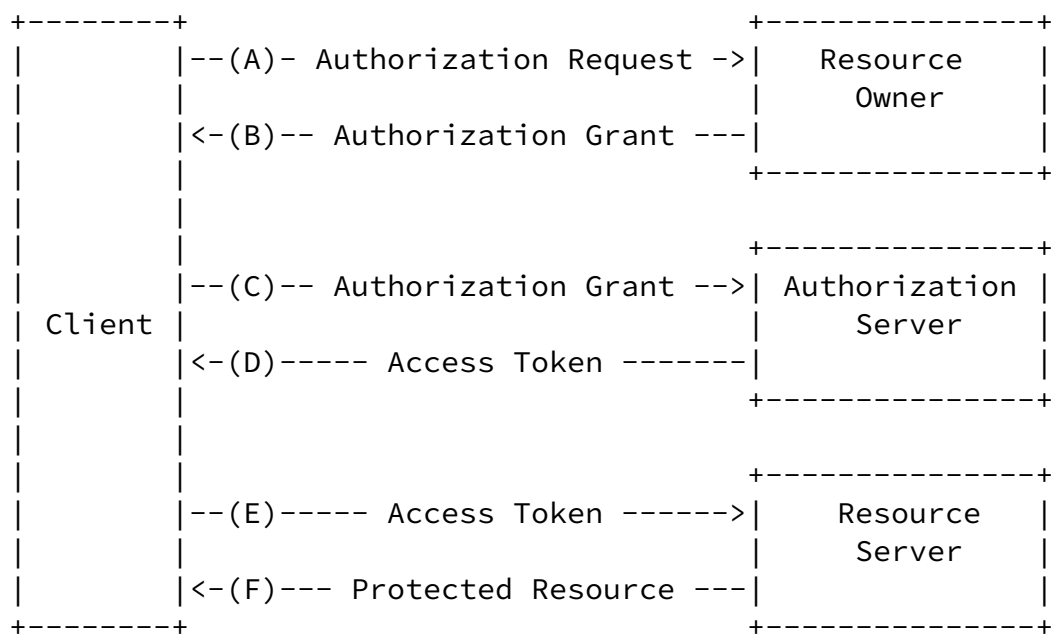 +--------+                               +---------------+
|        |--(A)- Authorization Request ->|   Resource    |
|        |                               |     Owner     |
|        |<-(B)-- Authorization Grant ---|               |
|        |                               +---------------+
|        |
|        |                               +---------------+
|        |--(C)-- Authorization Grant -->| Authorization |
| Client |                               |     Server    |
|        |<-(D)----- Access Token -------|               |
|        |                               +---------------+
|        |
|        |                               +---------------+
|        |--(E)----- Access Token ------>|    Resource   |
|        |                               |     Server    |
|        |<-(F)--- Protected Resource ---|               |
+--------+                               +---------------+